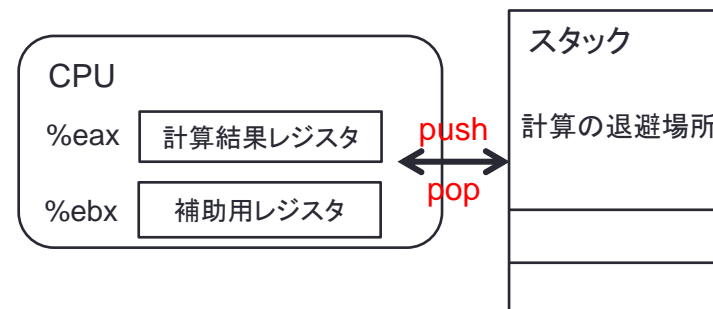 CPU
%eax 計算結果レジスタ
%ebx 補助用レジスタ
push
pop
スタック
計算の退避場所